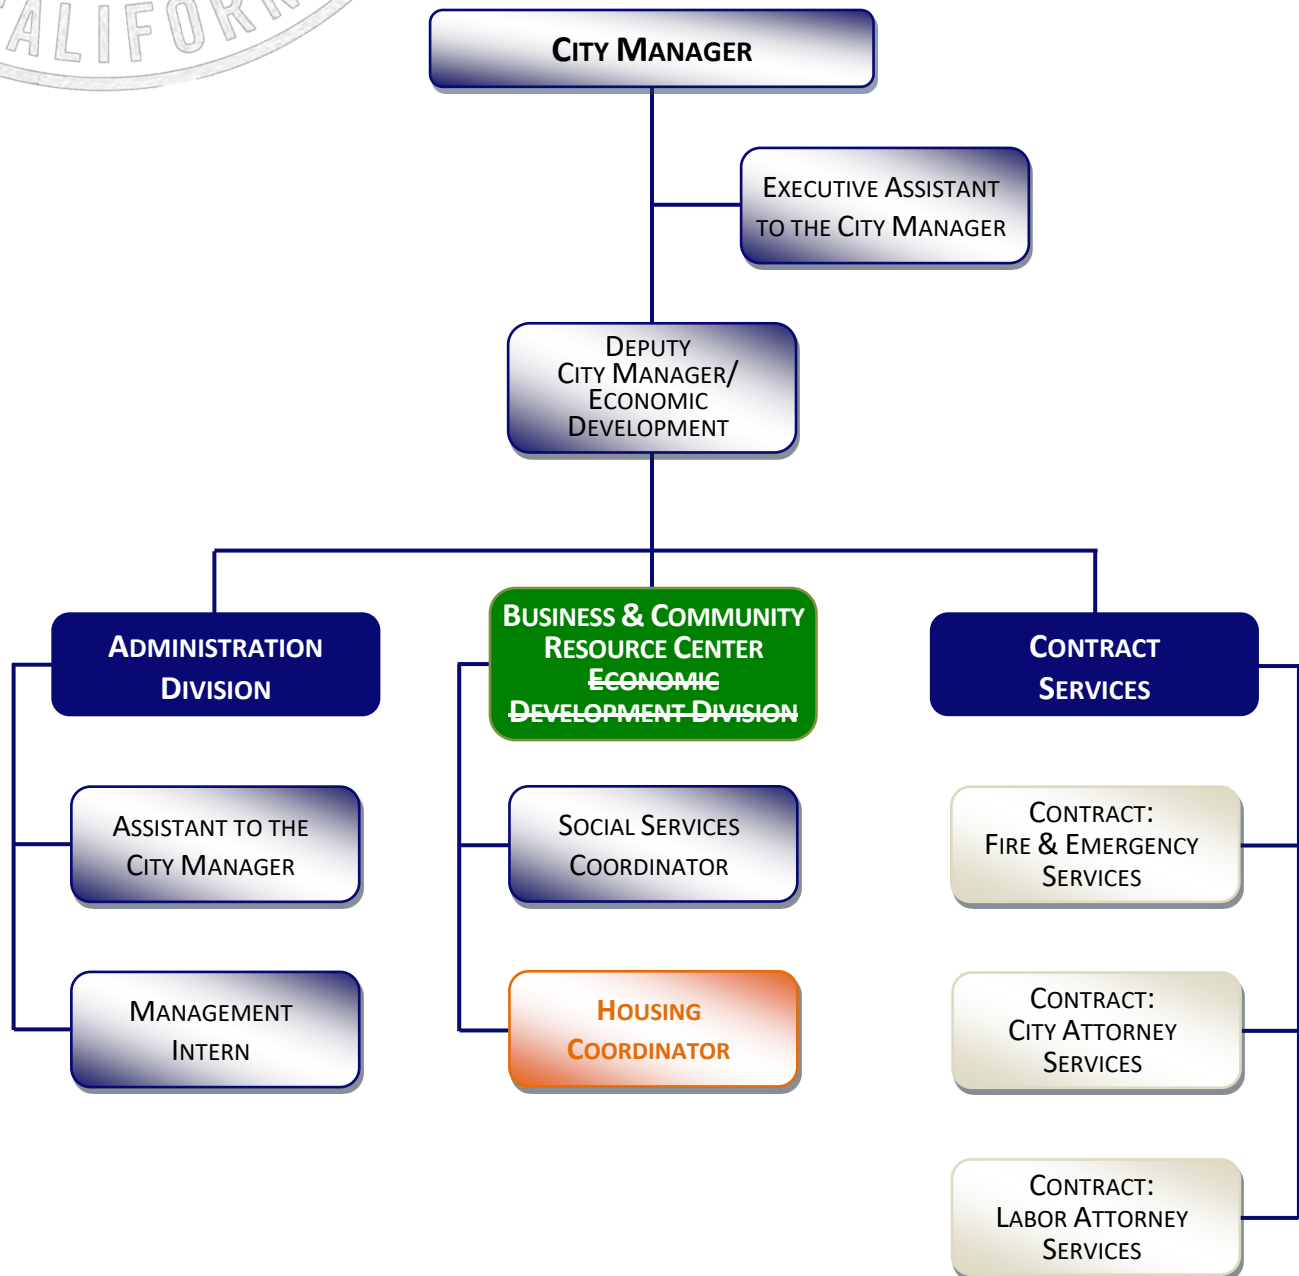 CALIFORN
CITY MANAGER
EXECUTIVE ASSISTANT
TO THE CITY MANAGER
DEPUTY
CITY MANAGER/
ECONOMIC
DEVELOPMENT
ADMINISTRATION
DIVISION
BUSINESS & COMMUNITY
RESOURCE CENTER
ECONOMIC
DEVELOPMENT DIVISION
CONTRACT
SERVICES
ASSISTANT TO THE
CITY MANAGER
SOCIAL SERVICES
COORDINATOR
CONTRACT:
FIRE & EMERGENCY
SERVICES
MANAGEMENT
INTERN
HOUSING
COORDINATOR
CONTRACT:
CITY ATTORNEY
SERVICES
CONTRACT:
LABOR ATTORNEY
SERVICES